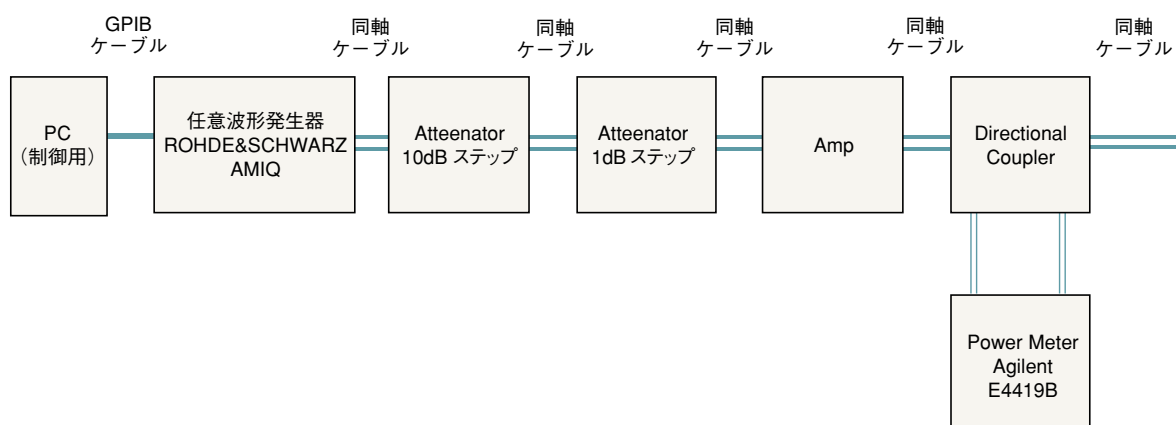 GPIB
ケーブル
同軸
ケーブル
同軸
ケーブル
同軸
ケーブル
同軸
ケーブル
同軸
ケーブル
PC
（制御用）
任意波形発生器
ROHDE&SCHWARZ
AMIQ
Atteenator
10dB ステップ
Atteenator
1dB ステップ
Amp
Directional
Coupler
Power Meter
Agilent
E4419B